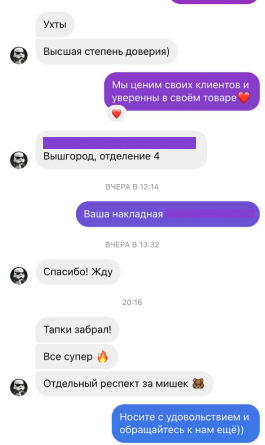 Ухты
Высшая степень доверия)
Мы ценим своих клиентов и
уверенны в своём товаре❤️
Вышгород, отделение 4
ВЧЕРА В 12:14
Ваша накладная
ВЧЕРА В 13:32
Спасибо! Жду
20:16
Тапки забрал!
Все супер 🔥
Отдельный респект за мишек 🐻
Носите с удовольствием и
обращайтесь к нам ещё))